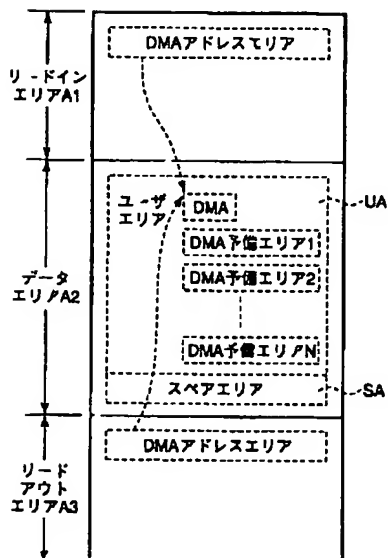 リードイン
エリアA1
DMAアドレスエリア
データ
エリアA2
ユーザ
エリア
DMA
UA
DMA予備エリア1
DMA予備エリア2
DMA予備エリアN
スペアエリア
SA
リード
アウト
エリアA3
DMAアドレスエリア